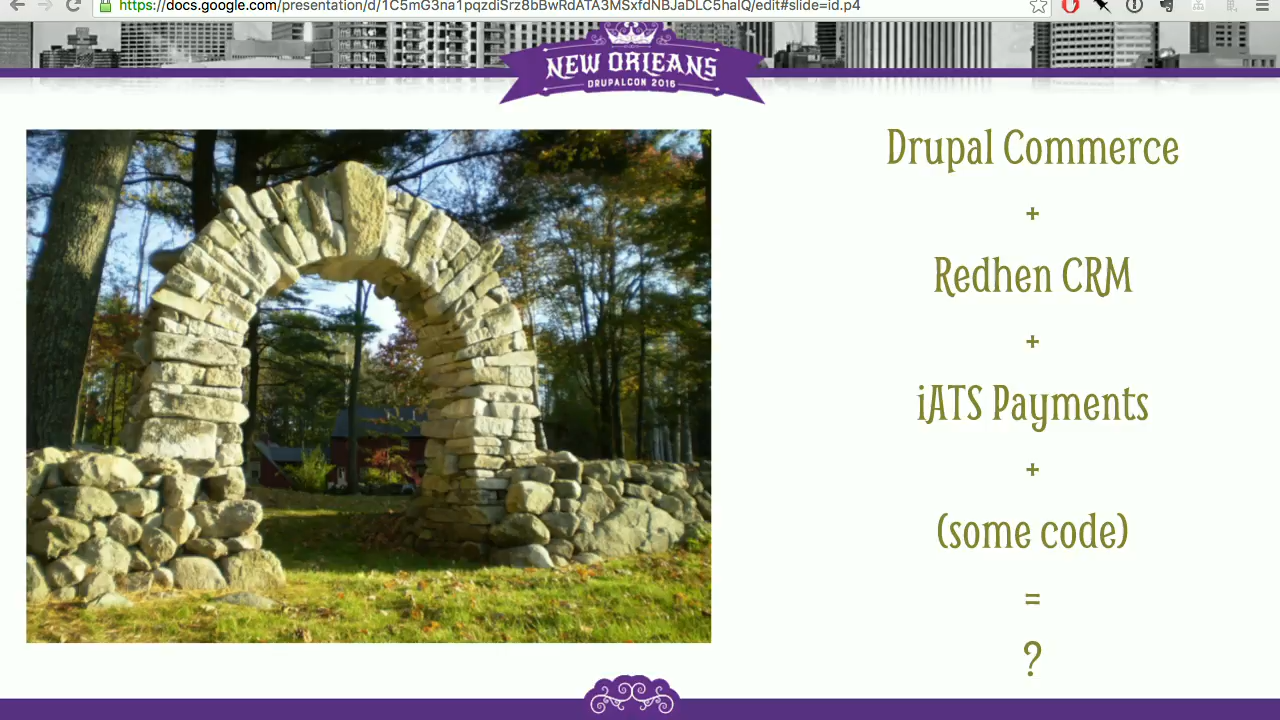 https://docs.google.com/presentation/d/1C5mG3na1pqzdiSrz8bBwRdATA3MSxfdNBJaDLC5halQ/edit#slide=id.p4
NEW ORLEANS
DRUPALCON 2016
Drupal Commerce
+
Redhen CRM
+
iATS Payments
+
(some code)
=
?